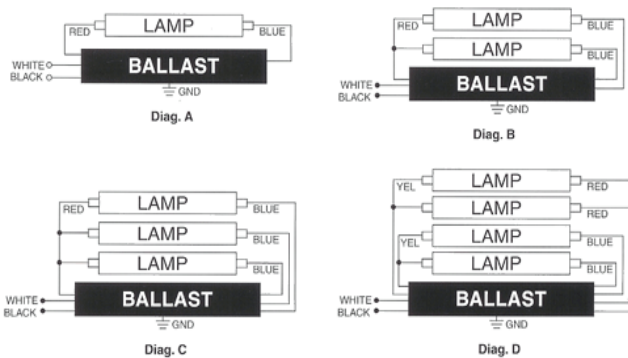 RED LAMP BLUE
WHITE BALLAST
BLACK
GND
Diag. A
RED LAMP BLUE
LAMP BLUE
WHITE BALLAST
BLACK
GND
Diag. B
RED LAMP BLUE
LAMP BLUE
LAMP BLUE
WHITE BALLAST
BLACK
GND
Diag. C
YEL LAMP RED
LAMP RED
YEL LAMP BLUE
LAMP BLUE
WHITE BALLAST
BLACK
GND
Diag. D